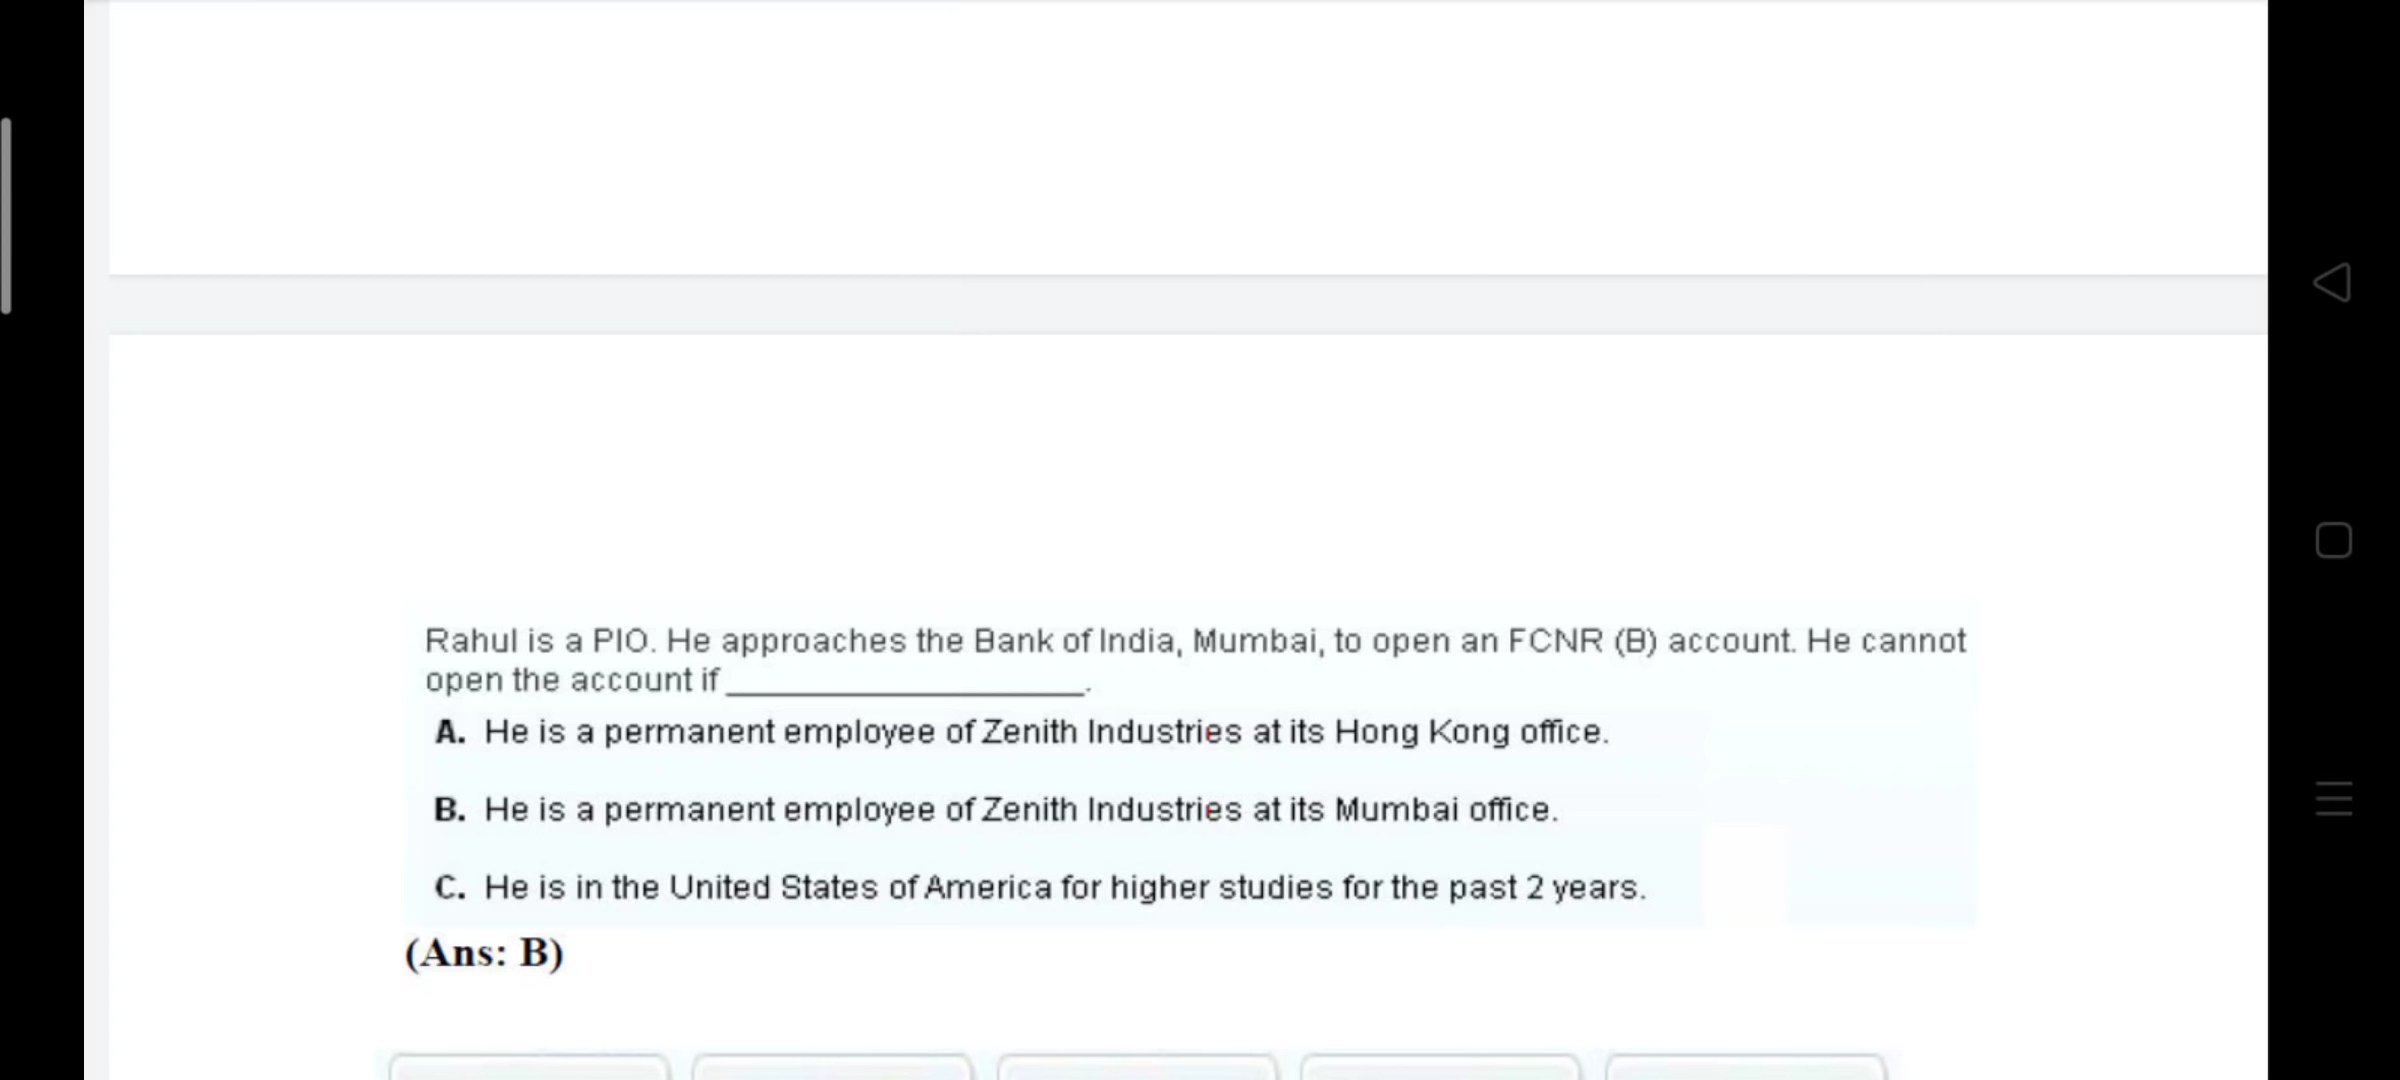 Rahul is a PIO. He approaches the Bank of India, Mumbai, to open an FCNR (B) account. He cannot
open the account if ____________________.
A. He is a permanent employee of Zenith Industries at its Hong Kong office.
B. He is a permanent employee of Zenith Industries at its Mumbai office.
C. He is in the United States of America for higher studies for the past 2 years.
(Ans: B)